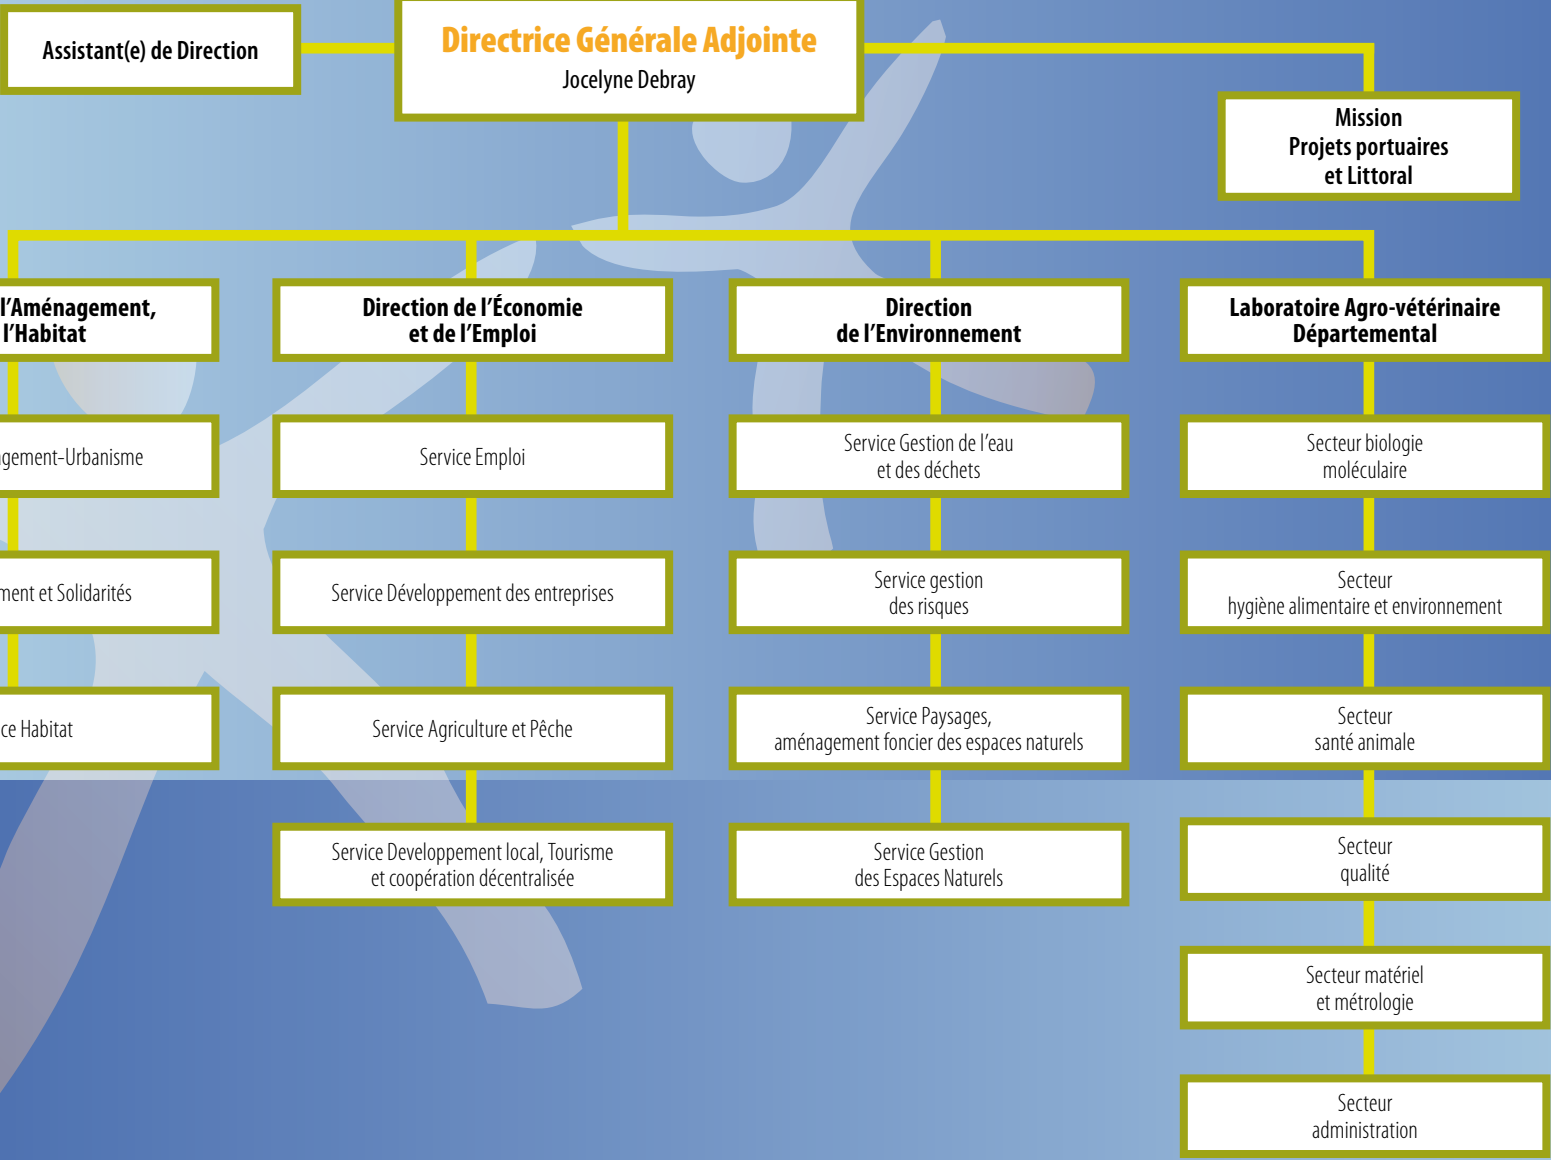 Assistant(e) de Direction
Directrice Générale Adjointe
Jocelyne Debray
Mission
Projets portuaires
et Littoral
l’Aménagement,
l’Habitat
Direction de l’Économie
et de l’Emploi
Direction
de l’Environnement
Laboratoire Agro-vétérinaire
Départemental
gement-Urbanisme
Service Emploi
Service Gestion de l’eau
et des déchets
Secteur biologie
moléculaire
ment et Solidarités
Service Développement des entreprises
Service gestion
des risques
Secteur
hygiène alimentaire et environnement
ce Habitat
Service Agriculture et Pêche
Service Paysages,
aménagement foncier des espaces naturels
Secteur
santé animale
Service Developpement local, Tourisme
et coopération décentralisée
Service Gestion
des Espaces Naturels
Secteur
qualité
Secteur matériel
et métrologie
Secteur
administration